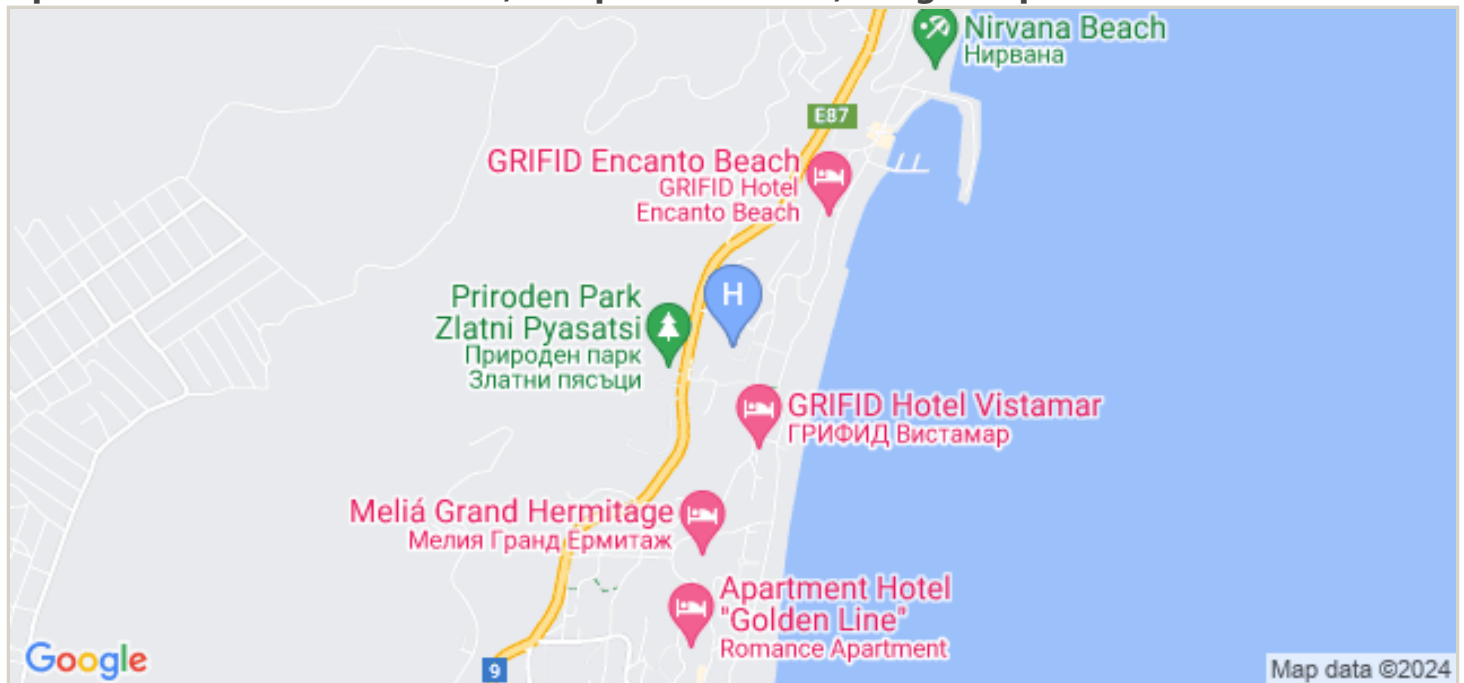 Nirvana Beach
Нирвана
E87
GRIFID Encanto Beach
GRIFID Hotel
Encanto Beach
H
Priroden Park
Zlatni Pyasatsi
Природен парк
Златни пясъци
GRIFID Hotel Vistamar
ГРИФИД Вистамар
Meliá Grand Hermitage
Мелия Гранд Ермитаж
Apartment Hotel
"Golden Line"
Romance Apartment
9
Google
Map data ©2024